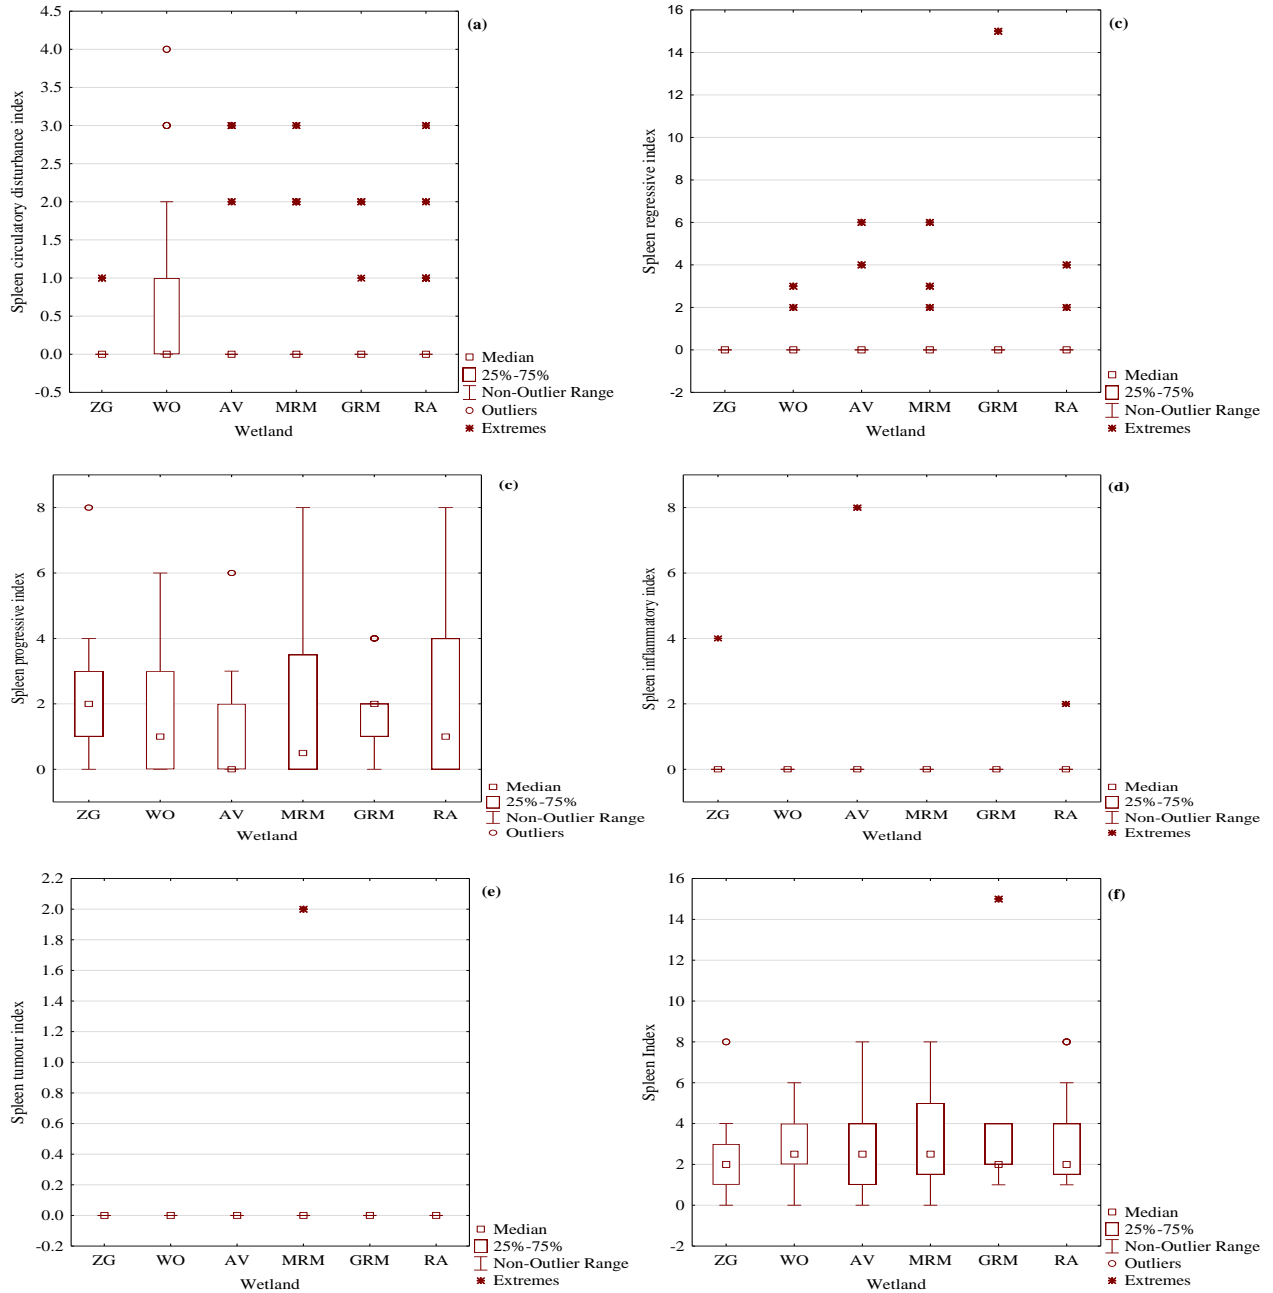 (a)
Spleen circulatory disturbance index
4.5
4.0
3.5
3.0
2.5
2.0
1.5
1.0
0.5
0.0
-0.5
ZG WO AV MRM GRM RA
Wetland
Median
25%-75%
Non-Outlier Range
Outliers
Extremes
(c)
Spleen regressive index
16
14
12
10
8
6
4
2
0
-2
ZG WO AV MRM GRM RA
Wetland
Median
25%-75%
Non-Outlier Range
Extremes
(c)
Spleen progressive index
8
6
4
2
0
ZG WO AV MRM GRM RA
Wetland
Median
25%-75%
Non-Outlier Range
Outliers
(d)
Spleen inflammatory index
8
6
4
2
0
ZG WO AV MRM GRM RA
Wetland
Median
25%-75%
Non-Outlier Range
Extremes
(e)
Spleen tumour index
2.2
2.0
1.8
1.6
1.4
1.2
1.0
0.8
0.6
0.4
0.2
0.0
-0.2
ZG WO AV MRM GRM RA
Wetland
Median
25%-75%
Non-Outlier Range
Extremes
(f)
Spleen Index
16
14
12
10
8
6
4
2
0
-2
ZG WO AV MRM GRM RA
Wetland
Median
25%-75%
Non-Outlier Range
Outliers
Extremes